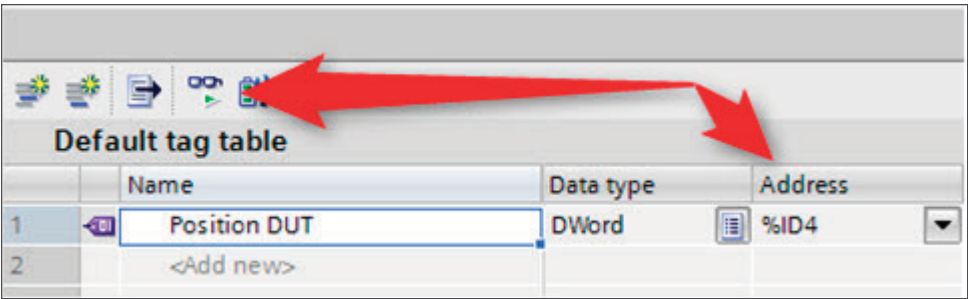 Default tag table
Name Data type Address
1 Position DUT DWord %ID4
2 <Add new>